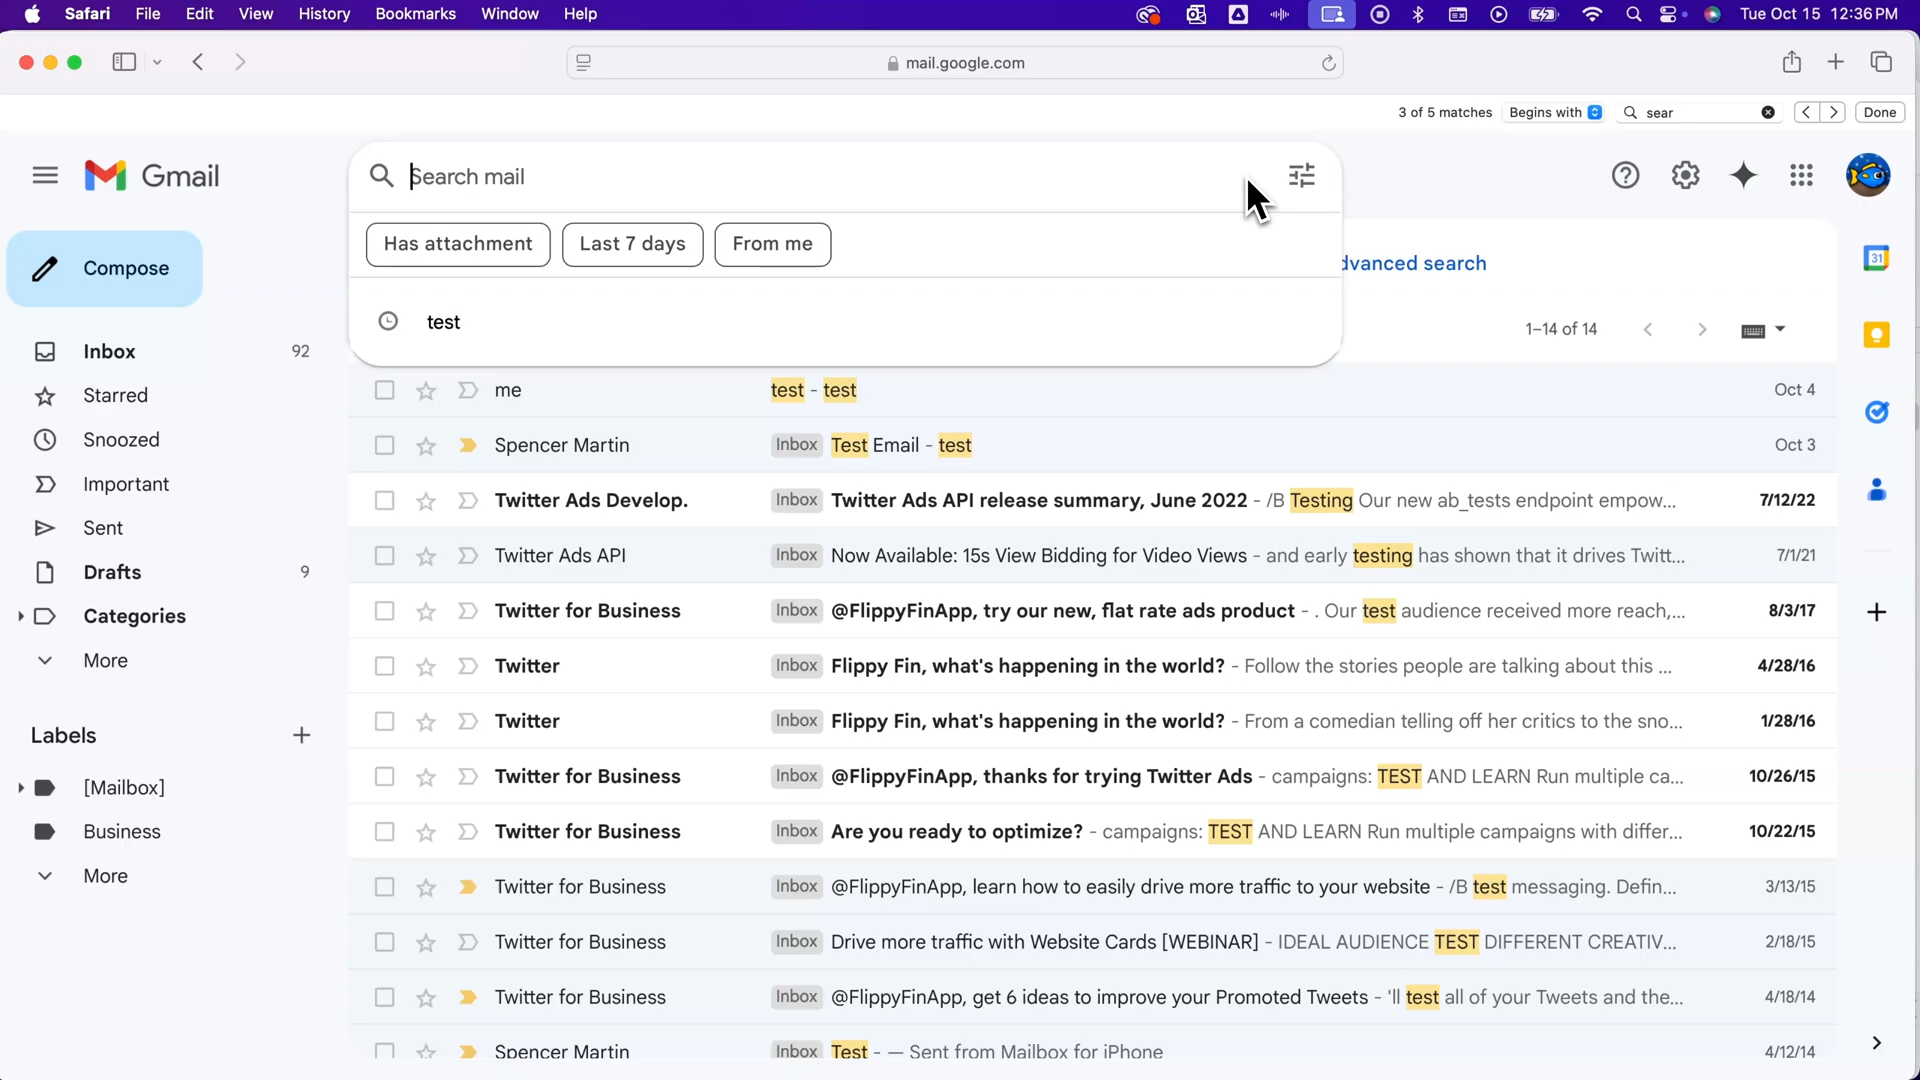 Safari File Edit View History Bookmarks Window Help Tue Oct 15 12:36 PM
mail.google.com
3 of 5 matches Begins with sear Done
Gmail Search mail
Has attachment Last 7 days From me
dvanced search
Compose
31
test
1–14 of 14
Inbox 92
me test - test Oct 4
Starred
Snoozed
Spencer Martin Inbox Test Email - test Oct 3
Important
Twitter Ads Develop. Inbox Twitter Ads API release summary, June 2022 - /B Testing Our new ab_tests endpoint empow... 7/12/22
Sent
Twitter Ads API Inbox Now Available: 15s View Bidding for Video Views - and early testing has shown that it drives Twitt... 7/1/21
Drafts 9
Twitter for Business Inbox @FlippyFinApp, try our new, flat rate ads product - . Our test audience received more reach,... 8/3/17
Categories
More
Twitter Inbox Flippy Fin, what's happening in the world? - Follow the stories people are talking about this ... 4/28/16
Twitter Inbox Flippy Fin, what's happening in the world? - From a comedian telling off her critics to the sno... 1/28/16
Labels
Twitter for Business Inbox @FlippyFinApp, thanks for trying Twitter Ads - campaigns: TEST AND LEARN Run multiple ca... 10/26/15
[Mailbox]
Business
Twitter for Business Inbox Are you ready to optimize? - campaigns: TEST AND LEARN Run multiple campaigns with differ... 10/22/15
More
Twitter for Business Inbox @FlippyFinApp, learn how to easily drive more traffic to your website - /B test messaging. Defin... 3/13/15
Twitter for Business Inbox Drive more traffic with Website Cards [WEBINAR] - IDEAL AUDIENCE TEST DIFFERENT CREATIV... 2/18/15
Twitter for Business Inbox @FlippyFinApp, get 6 ideas to improve your Promoted Tweets - 'll test all of your Tweets and the... 4/18/14
Spencer Martin Inbox Test - — Sent from Mailbox for iPhone 4/12/14